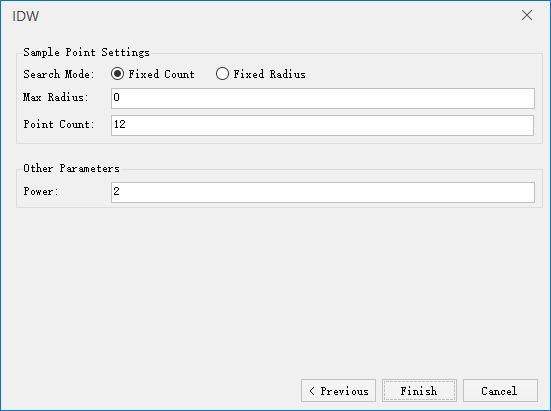 IDW
Sample Point Settings
Search Mode: Fixed Count Fixed Radius
Max Radius: 0
Point Count: 12
Other Parameters
Power: 2
< Previous Finish Cancel